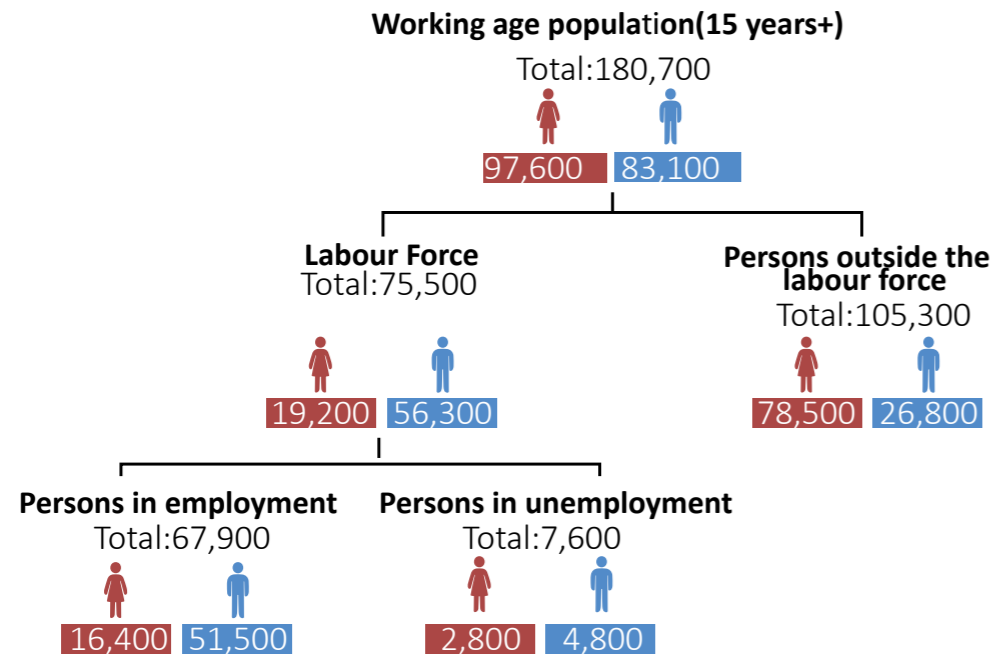 Working age population(15 years+)
Total:180,700
97,600 83,100
Labour Force
Total:75,500
19,200 56,300
Persons outside the
labour force
Total:105,300
78,500 26,800
Persons in employment
Total:67,900
16,400 51,500
Persons in unemployment
Total:7,600
2,800 4,800